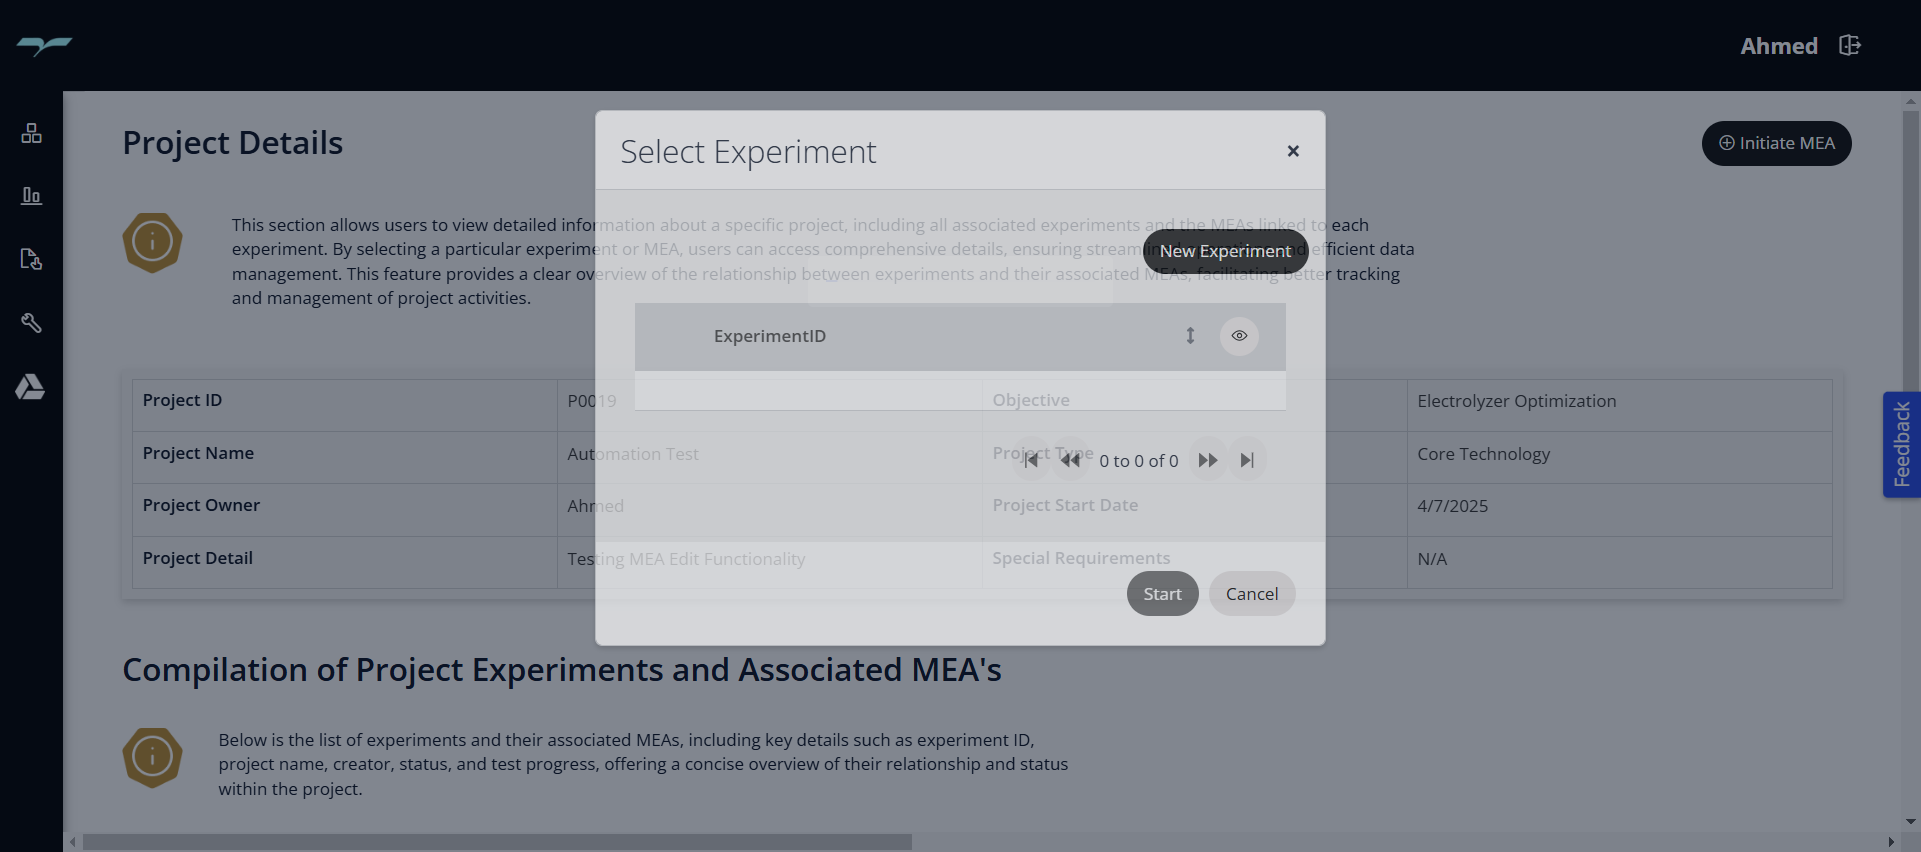 Ahmed
Project Details
Initiate MEA
Select Experiment
×
This section allows users to view detailed information about a specific project, including all associated experiments and the MEAs linked to each
experiment. By selecting a particular experiment or MEA, users can access comprehensive details, ensuring streamlined operations and efficient data
management. This feature provides a clear overview of the relationship between experiments and their associated MEAs, facilitating better tracking
and management of project activities.
New Experiment
ExperimentID
0 to 0 of 0
Start
Cancel
Project ID
P0019
Objective
Electrolyzer Optimization
Project Name
Automation Test
Project Type
Core Technology
Project Owner
Ahmed
Project Start Date
4/7/2025
Project Detail
Testing MEA Edit Functionality
Special Requirements
N/A
Feedback
Compilation of Project Experiments and Associated MEA's
Below is the list of experiments and their associated MEAs, including key details such as experiment ID,
project name, creator, status, and test progress, offering a concise overview of their relationship and status
within the project.